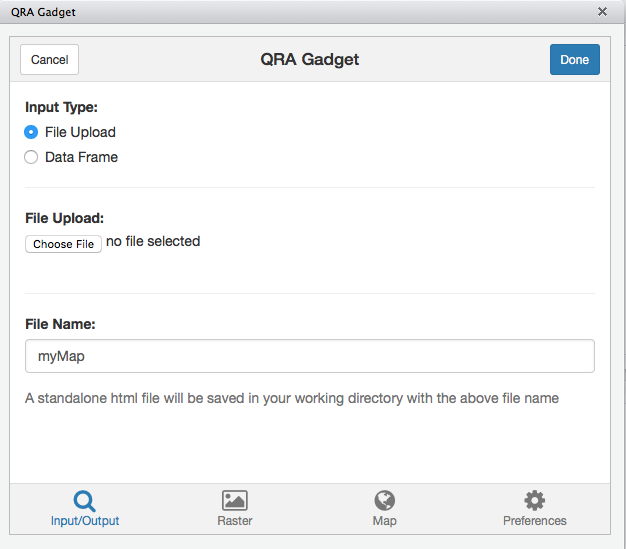 QRA Gadget
Cancel QRA Gadget Done
Input Type:
File Upload
Data Frame
File Upload:
Choose File no file selected
File Name:
myMap
A standalone html file will be saved in your working directory with the above file name
Input/Output Raster Map Preferences